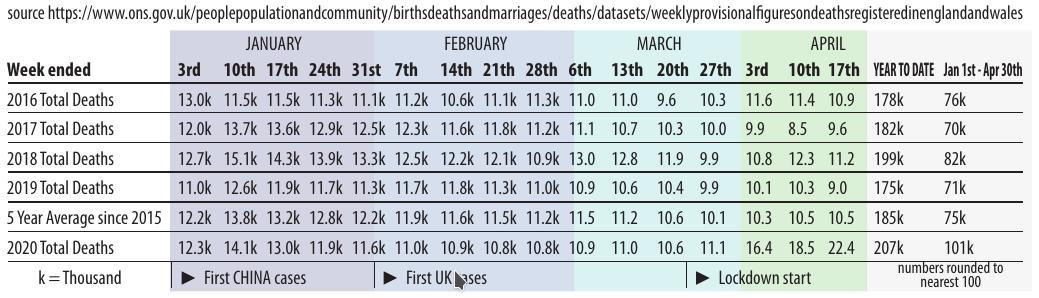 source https://www.ons.gov.uk/peoplepopulationandcommunity/birthsdeathsandmarriages/deaths/datasets/weeklyprovisionalfiguresondeathsregisteredinenglandandwales
JANUARY FEBRUARY MARCH APRIL
Week ended 3rd 10th 17th 24th 31st 7th 14th 21th 28th 6th 13th 20th 27th 3rd 10th 17th YEAR TO DATE Jan 1st - Apr 30th
2016 Total Deaths 13.0k 11.5k 11.5k 11.3k 11.1k 11.2k 10.6k 11.1k 11.3k 11.0 11.0 9.6 10.3 11.6 11.4 10.9 178k 76k
2017 Total Deaths 12.0k 13.7k 13.6k 12.9k 12.5k 12.3k 11.6k 11.8k 11.2k 11.1 10.7 10.3 10.0 9.9 8.5 9.6 182k 70k
2018 Total Deaths 12.7k 15.1k 14.3k 13.9k 13.3k 12.5k 12.2k 12.1k 10.9k 13.0 12.8 11.9 9.9 10.8 12.3 11.2 199k 82k
2019 Total Deaths 11.0k 12.6k 11.9k 11.7k 11.3k 11.7k 11.8k 11.3k 11.0k 10.9 10.6 10.4 9.9 10.1 10.3 9.0 175k 71k
5 Year Average since 2015 12.2k 13.8k 13.2k 12.8k 12.2k 11.9k 11.6k 11.5k 11.2k 11.5 11.2 10.6 10.1 10.3 10.5 10.5 185k 75k
2020 Total Deaths 12.3k 14.1k 13.0k 11.9k 11.6k 11.0k 10.9k 10.8k 10.8k 10.9 11.0 10.6 11.1 16.4 18.5 22.4 207k 101k
k = Thousand ▶ First CHINA cases ▶ First UK cases ▶ Lockdown start numbers rounded to
nearest 100